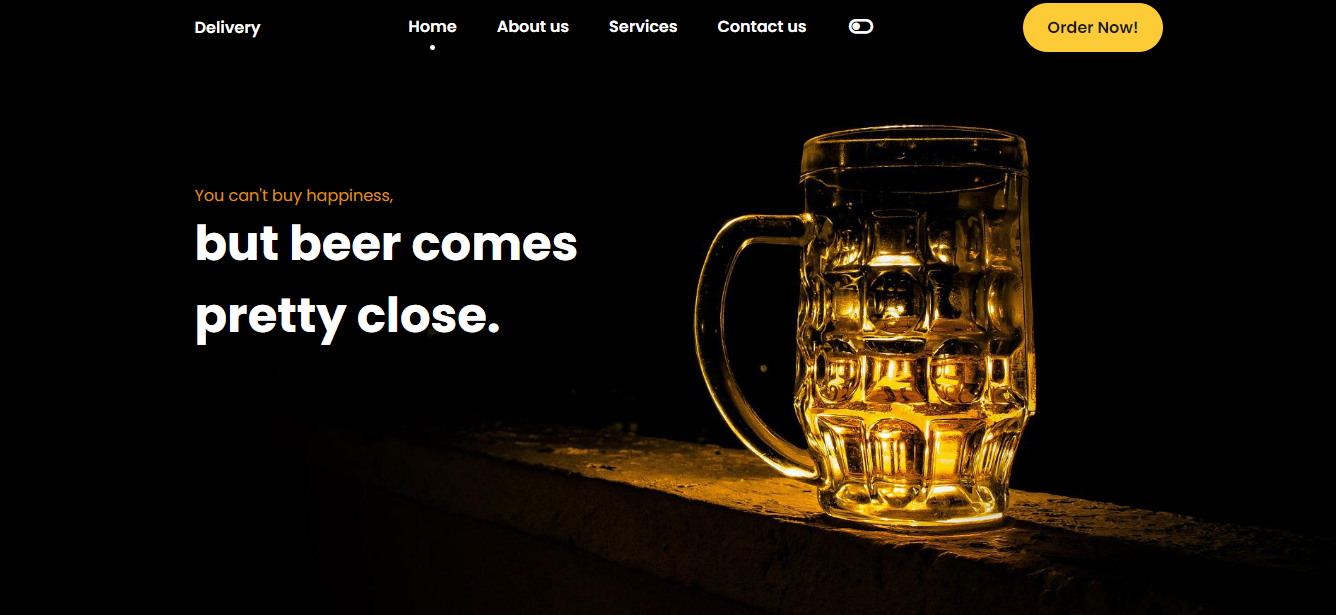 Delivery
Home
About us
Services
Contact us
Order Now!
You can't buy happiness,
but beer comes
pretty close.